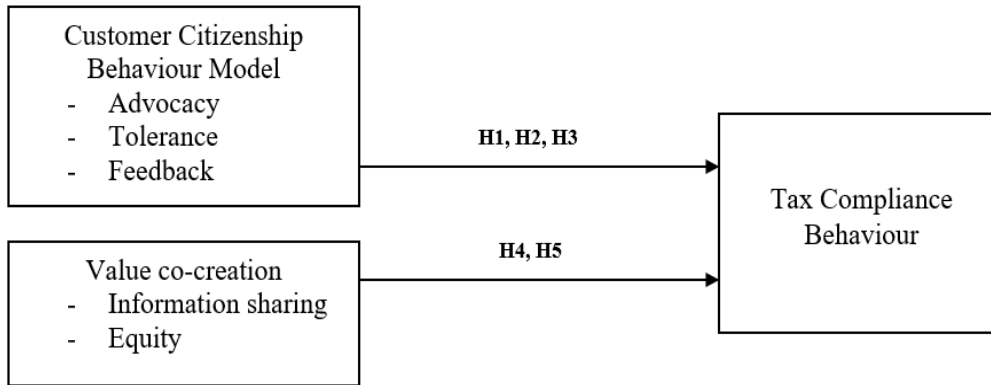 Customer Citizenship
Behaviour Model
- Advocacy
- Tolerance
- Feedback
H1, H2, H3
Tax Compliance
Behaviour
H4, H5
Value co-creation
- Information sharing
- Equity